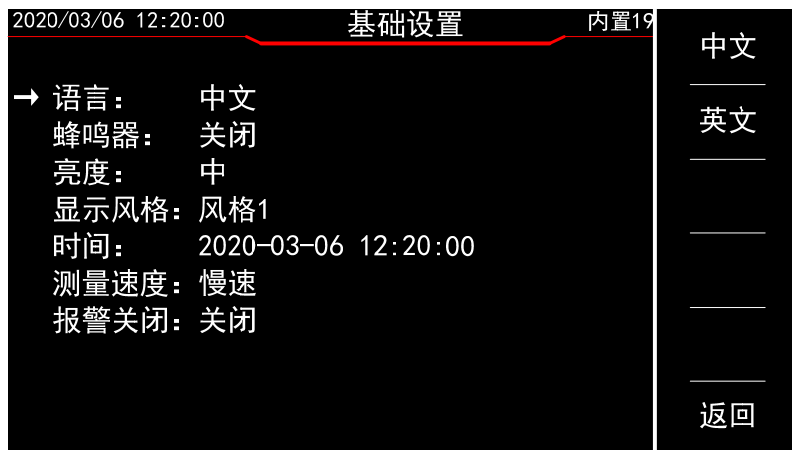 2020/03/06 12:20:00 基础设置 内置19
→ 语言： 中文
蜂鸣器： 关闭
亮度： 中
显示风格：风格1
时间： 2020-03-06 12:20:00
测量速度：慢速
报警关闭：关闭
中文
英文
返回